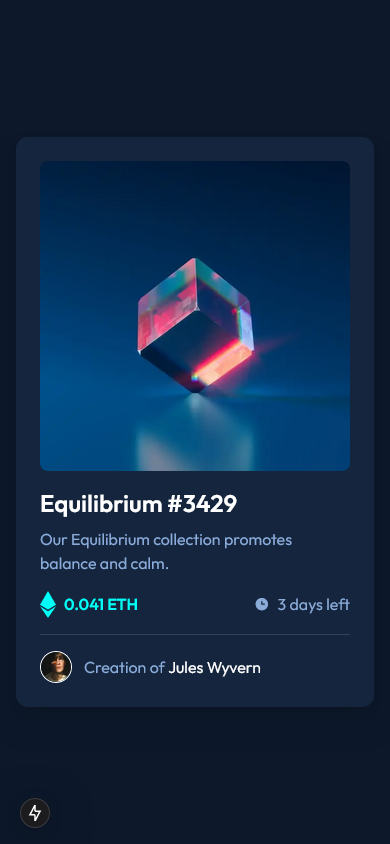 Equilibrium #3429
Our Equilibrium collection promotes
balance and calm.
0.041 ETH
3 days left
Creation of Jules Wyvern